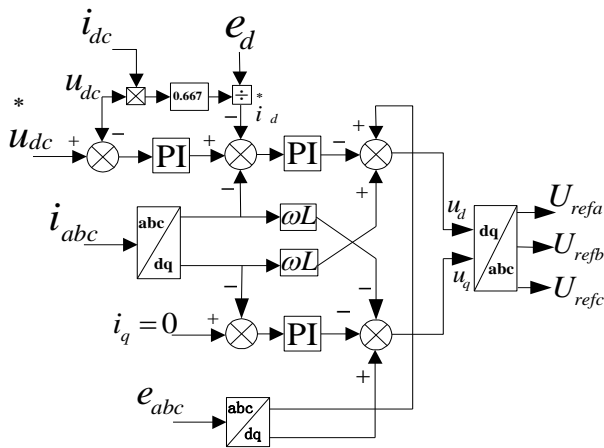 i_dc
e_d
u_dc
0.667
÷
*
i_d
*
u_dc
+
−
PI
+
−
−
PI
−
+
+
i_abc
abc
dq
ωL
ωL
u_d
u_q
dq
abc
U_refa
U_refb
U_refc
i_q = 0
+
−
PI
−
−
+
e_abc
abc
dq